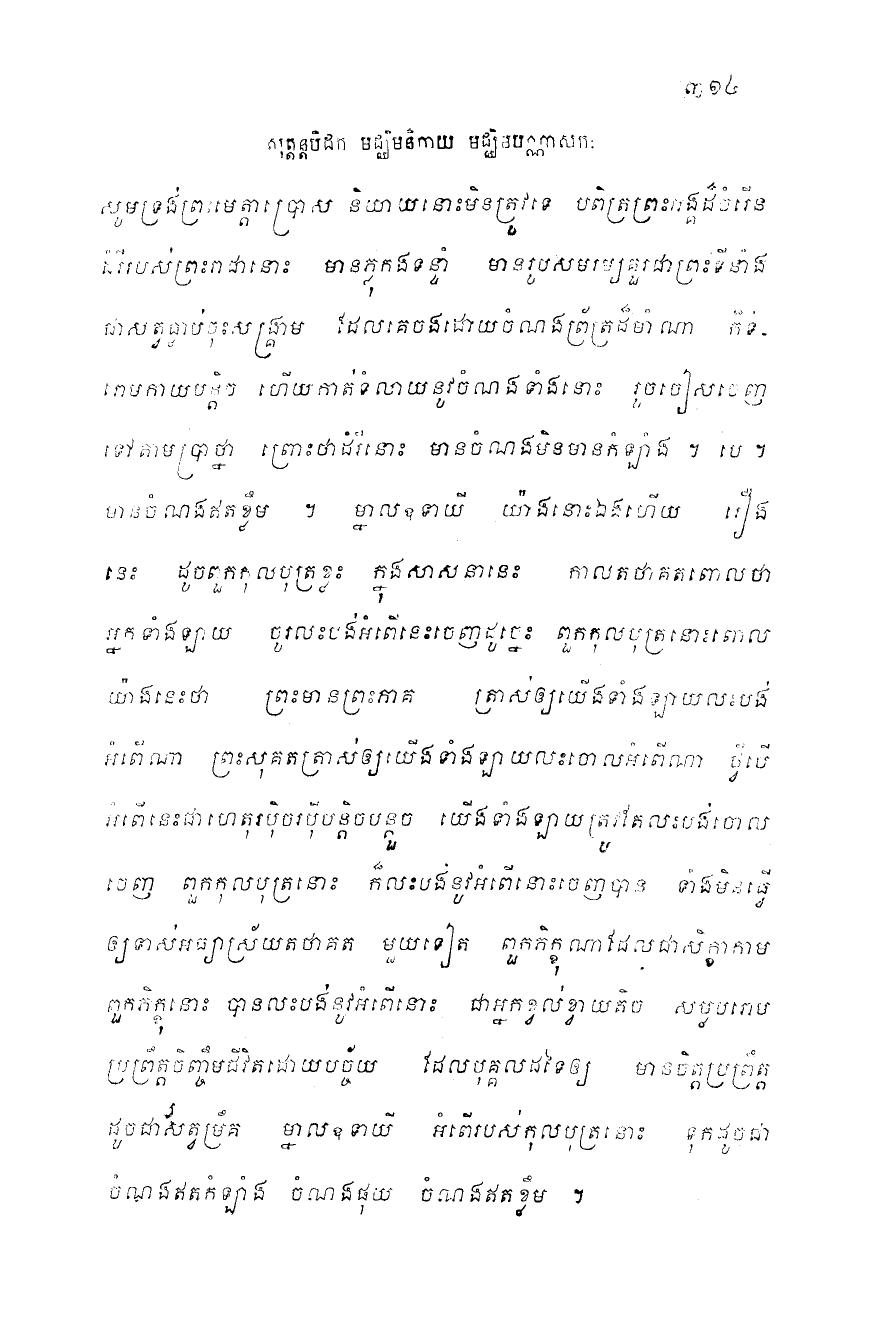 ៣១៤
សុត្តន្តបិដក មជ្ឈិមនិកាយ មជ្ឈិមបណ្ណាសកៈ
សូមទ្រង់ព្រះមេត្តាប្រោស និយាយនោះមិនត្រូវទេ បពិត្រព្រះអង្គដ៏ចំរើន
ដំរីរបស់ព្រះរាជានោះ មានភ្លុកងទន្ទាំ មានរូបសមរម្យគួរជាព្រះទីនាំង
ជាសត្វធ្លាប់ចុះសង្គ្រាម ដែលគេចងដោយចំណងព្រ័ត្រដ៏មាំណា ក៏ទំ-
រោមកាយបន្តិច ហើយកាត់ទំលាយនូវចំណងទាំងនោះ រួចចៀសចេញ
ទៅតាមប្រាថ្នា ព្រោះថាដំរីនោះ មានចំណងមិនមានកំឡាំង ។ បេ ។
មានចំណងឥតខ្លឹម ។ ម្នាលឧទាយី យ៉ាងនោះឯងហើយ រឿង
នេះ ដូចពួកកុលបុត្រខ្លះ ក្នុងសាសនានេះ កាលតថាគតពោលថា
អ្នកទាំងឡាយ ចូរលះបង់អំពើនេះចេញដូច្នេះ ពួកកុលបុត្រនោះពោល
យ៉ាងនេះថា ព្រះមានព្រះភាគ ត្រាស់ឲ្យយើងទាំងឡាយលះបង់
អំពើណា ព្រះសុគតត្រាស់ឲ្យយើងទាំងឡាយលះចោលអំពើណា ថ្វីបើ
អំពើនេះជាហេតុរប៉ិចរប៉ីបន្តិចបន្តួច យើងទាំងឡាយត្រូវតែលះបង់ចោល
ចេញ ពួកកុលបុត្រនោះ ក៏លះបង់នូវអំពើនោះចេញបាន ទាំងមិនធ្វើ
ឲ្យទាស់អធ្យាស្រ័យតថាគត មួយទៀត ពួកភិក្ខុណាដែលជាសិក្ខាកាម
ពួកភិក្ខុនោះ បានលះបង់នូវអំពើនោះ ជាអ្នកខ្វល់ខ្វាយតិច សម្ងំរោម
ប្រព្រឹត្តចិញ្ចឹមជីវិតដោយបច្ច័យ ដែលបុគ្គលដទៃឲ្យ មានចិត្តប្រព្រឹត្ត
ដូចជាសត្វម្រឹគ ម្នាលឧទាយី អំពើរបស់កុលបុត្រនោះ ទុកដូចជា
ចំណងឥតកំឡាំង ចំណងផុយ ចំណងឥតខ្លឹម ។